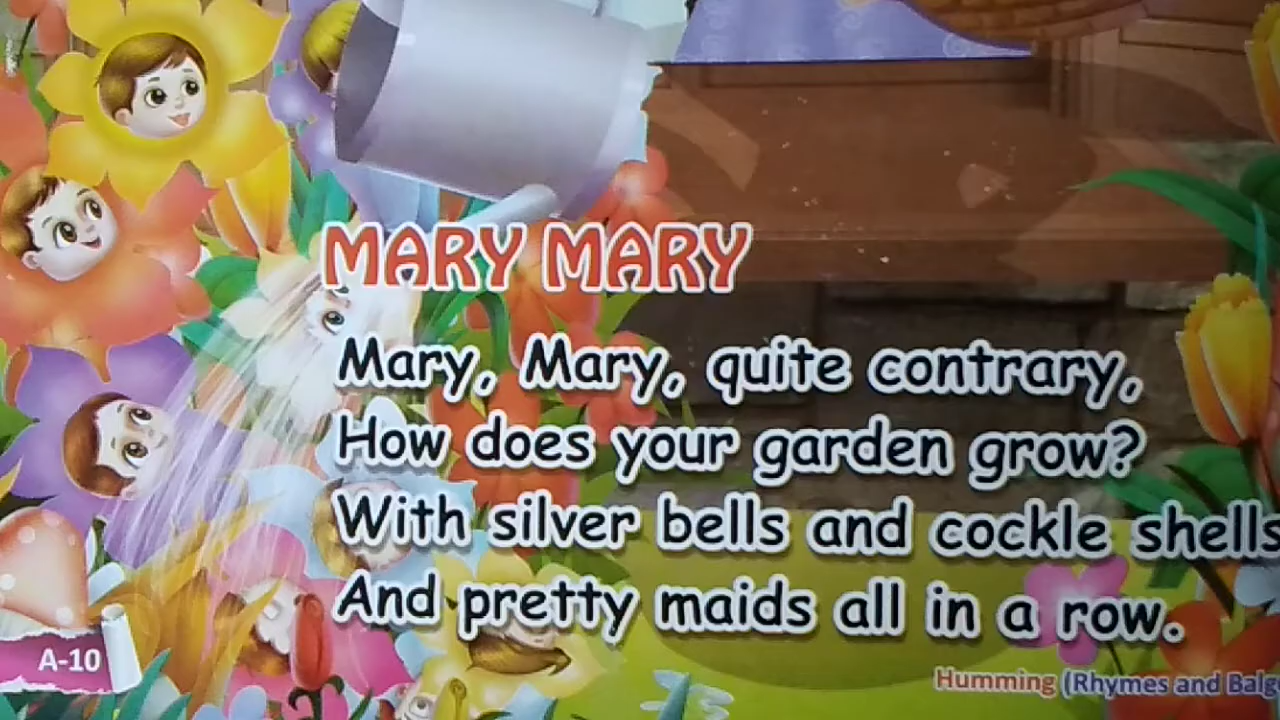 MARY MARY
Mary, Mary, quite contrary,
How does your garden grow?
With silver bells and cockle shells
And pretty maids all in a row.
A-10
Humming (Rhymes and